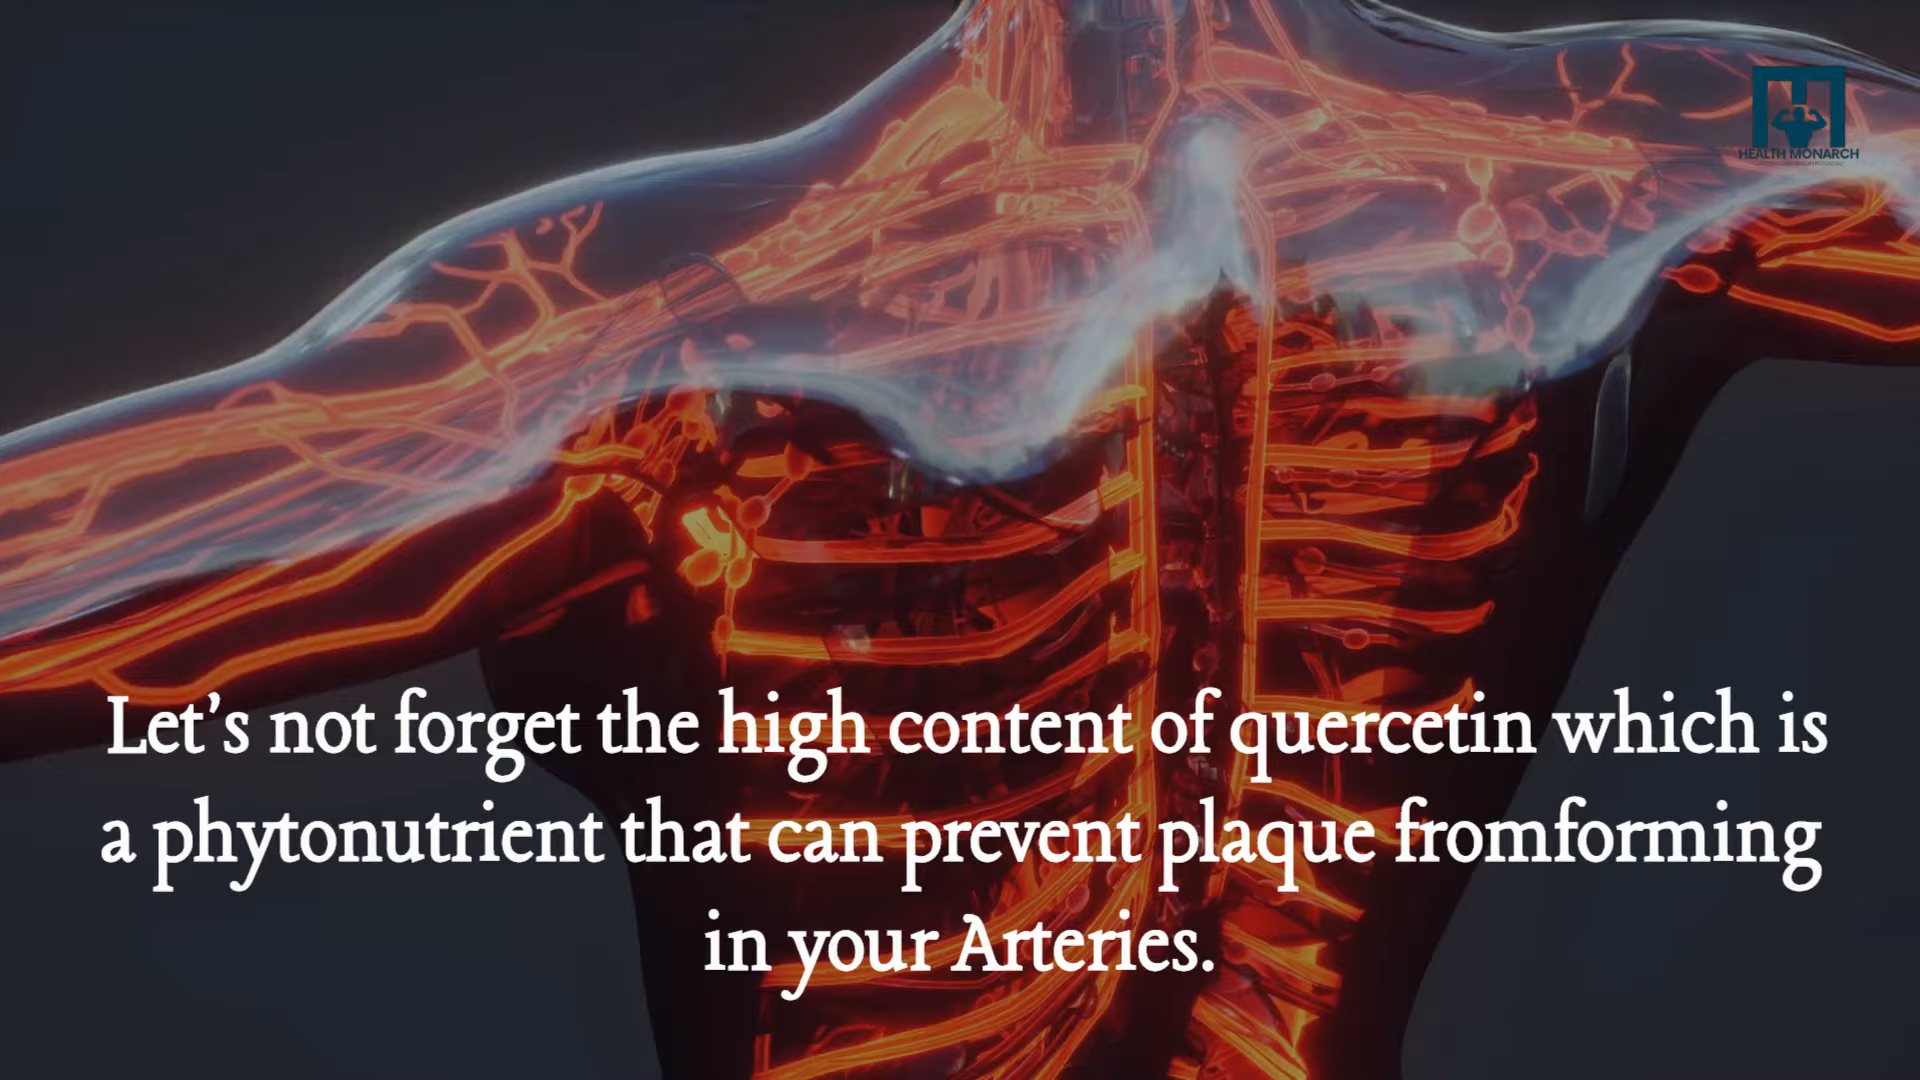 HEALTH MONARCH
Let's not forget the high content of quercetin which is
a phytonutrient that can prevent plaque fromforming
in your Arteries.